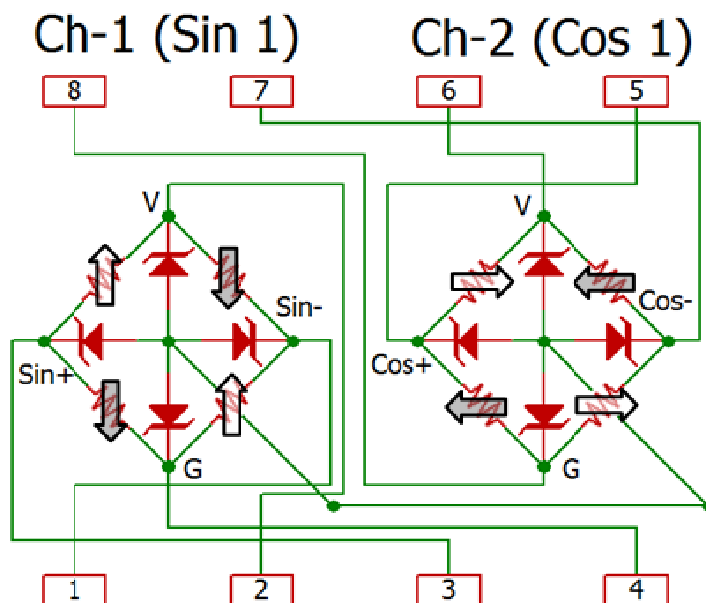 Ch-1 (Sin 1) Ch-2 (Cos 1)
8 7 6 5
V V
Sin- Cos-
Sin+ Cos+
G G
1 2 3 4